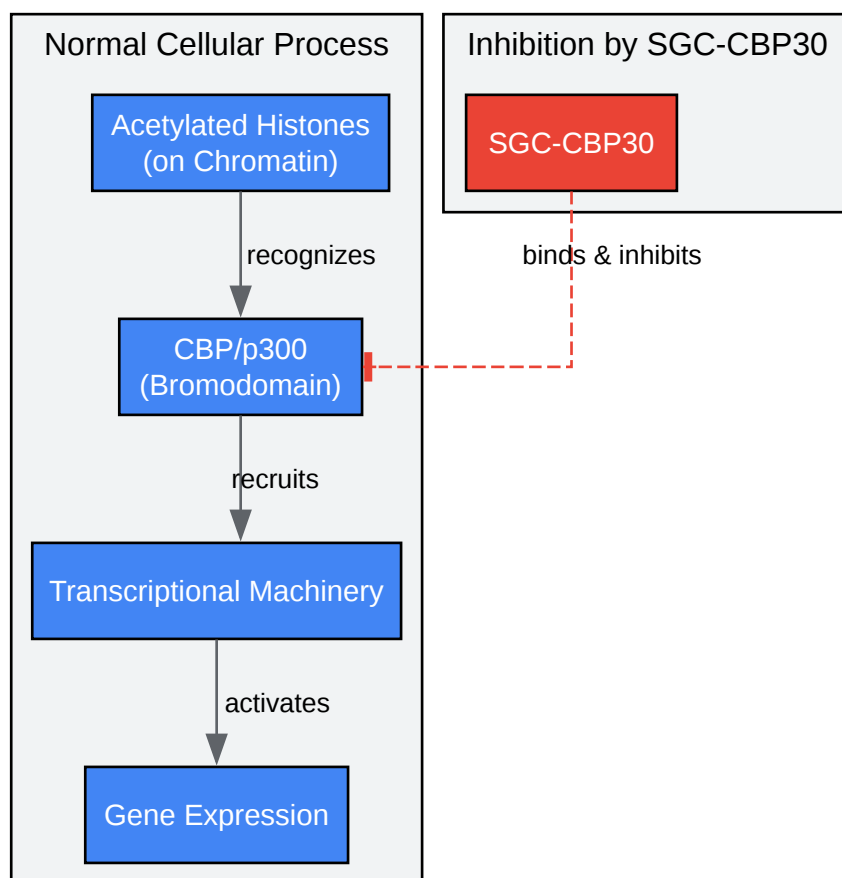 Normal Cellular Process
Acetylated Histones
(on Chromatin)
recognizes
CBP/p300
(Bromodomain)
recruits
Transcriptional Machinery
activates
Gene Expression
Inhibition by SGC-CBP30
SGC-CBP30
binds & inhibits